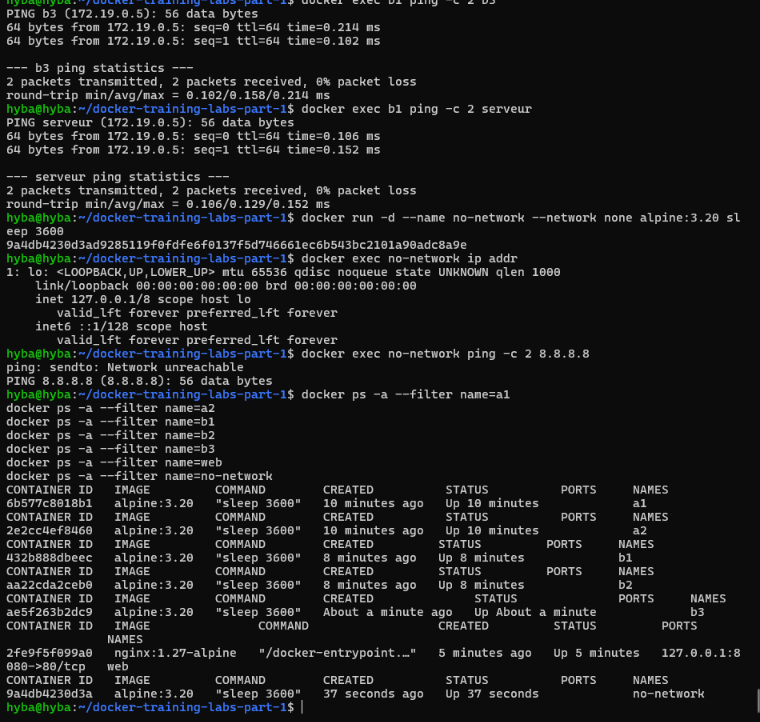 hyba@hyba:~/docker-training-labs-part-1$ docker exec b1 ping -c 2 b3
PING b3 (172.19.0.5): 56 data bytes
64 bytes from 172.19.0.5: seq=0 ttl=64 time=0.214 ms
64 bytes from 172.19.0.5: seq=1 ttl=64 time=0.102 ms

--- b3 ping statistics ---
2 packets transmitted, 2 packets received, 0% packet loss
round-trip min/avg/max = 0.102/0.158/0.214 ms
hyba@hyba:~/docker-training-labs-part-1$ docker exec b1 ping -c 2 serveur
PING serveur (172.19.0.5): 56 data bytes
64 bytes from 172.19.0.5: seq=0 ttl=64 time=0.106 ms
64 bytes from 172.19.0.5: seq=1 ttl=64 time=0.152 ms

--- serveur ping statistics ---
2 packets transmitted, 2 packets received, 0% packet loss
round-trip min/avg/max = 0.106/0.129/0.152 ms
hyba@hyba:~/docker-training-labs-part-1$ docker run -d --name no-network --network none alpine:3.20 sl
eep 3600
9a4db4230d3ad9285119f0fdfe6f0137f5d746661ec6b543bc2101a90adc8a9e
hyba@hyba:~/docker-training-labs-part-1$ docker exec no-network ip addr
1: lo: <LOOPBACK,UP,LOWER_UP> mtu 65536 qdisc noqueue state UNKNOWN qlen 1000
    link/loopback 00:00:00:00:00:00 brd 00:00:00:00:00:00
    inet 127.0.0.1/8 scope host lo
       valid_lft forever preferred_lft forever
    inet6 ::1/128 scope host
       valid_lft forever preferred_lft forever
hyba@hyba:~/docker-training-labs-part-1$ docker exec no-network ping -c 2 8.8.8.8
ping: sendto: Network unreachable
PING 8.8.8.8 (8.8.8.8): 56 data bytes
hyba@hyba:~/docker-training-labs-part-1$ docker ps -a --filter name=a1
docker ps -a --filter name=a2
docker ps -a --filter name=b1
docker ps -a --filter name=b2
docker ps -a --filter name=b3
docker ps -a --filter name=web
docker ps -a --filter name=no-network
CONTAINER ID   IMAGE         COMMAND        CREATED          STATUS          PORTS     NAMES
6b577c8018b1   alpine:3.20   "sleep 3600"   10 minutes ago   Up 10 minutes             a1
CONTAINER ID   IMAGE         COMMAND        CREATED          STATUS          PORTS     NAMES
2e2cc4ef8460   alpine:3.20   "sleep 3600"   10 minutes ago   Up 10 minutes             a2
CONTAINER ID   IMAGE         COMMAND        CREATED         STATUS         PORTS     NAMES
432b888dbeec   alpine:3.20   "sleep 3600"   8 minutes ago   Up 8 minutes             b1
CONTAINER ID   IMAGE         COMMAND        CREATED         STATUS         PORTS     NAMES
aa22cda2ceb0   alpine:3.20   "sleep 3600"   8 minutes ago   Up 8 minutes             b2
CONTAINER ID   IMAGE         COMMAND        CREATED              STATUS              PORTS     NAMES
ae5f263b2dc9   alpine:3.20   "sleep 3600"   About a minute ago   Up About a minute             b3
CONTAINER ID   IMAGE               COMMAND                  CREATED         STATUS         PORTS
              NAMES
2fe9f5f099a0   nginx:1.27-alpine   "/docker-entrypoint.…"   5 minutes ago   Up 5 minutes   127.0.0.1:8
080->80/tcp   web
CONTAINER ID   IMAGE         COMMAND        CREATED          STATUS          PORTS     NAMES
9a4db4230d3a   alpine:3.20   "sleep 3600"   37 seconds ago   Up 37 seconds             no-network
hyba@hyba:~/docker-training-labs-part-1$